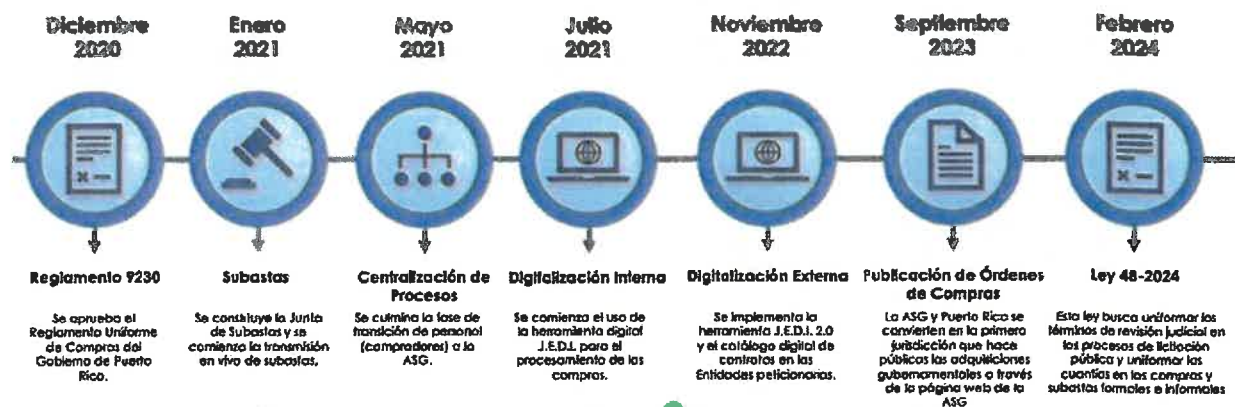 Diciembre
2020
Enero
2021
Mayo
2021
Julio
2021
Noviembre
2022
Septiembre
2023
Febrero
2024
Reglamento 9230
Se aprueba el
Reglamento Uniforme
de Compras del
Gobierno de Puerto
Rico.
Subastas
Se constituye la Junta
de Subastas y se
comienza la transmisión
en vivo de subastas.
Centralización de
Procesos
Se culmina la fase de
transición de personal
(compradores) a la
ASG.
Digitalización Interna
Se comienza el uso de
la herramienta digital
J.E.D.I. para el
procesamiento de las
compras.
Digitalización Externa
Se implementa la
herramienta J.E.D.I. 2.0
y el catálogo digital de
contratos en las
Entidades peticionarias.
Publicación de Órdenes
de Compras
La ASG y Puerto Rico se
convierten en la primera
jurisdicción que hace
públicas las adquisiciones
gubernamentales a través
de la página web de la
ASG
Ley 48-2024
Esta ley busca uniformar los
términos de revisión judicial en
los procesos de licitación
pública y uniformar las
cuantías en las compras y
subastas formales e informales